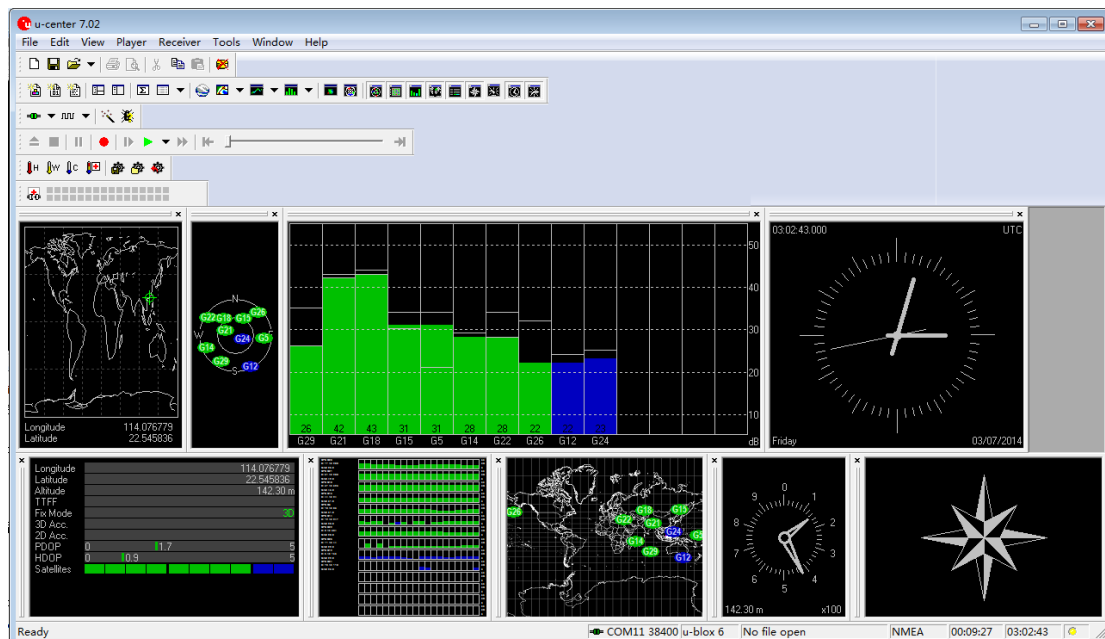 u-center 7.02
File Edit View Player Receiver Tools Window Help
03:02:43.000 UTC
50
40
30
20
10
dB
N
W
E
S
G22 G18 G15 G26
G21 G24 G5
G14
G29 G12
26 42 43 31 31 28 28 22 22 23
G29 G21 G18 G15 G5 G14 G22 G26 G12 G24
Longitude 114.076779
Latitude 22.545836
Friday 03/07/2014
Longitude 114.076779
Latitude 22.545836
Altitude 142.30 m
TTFF
Fix Mode 3D
3D Acc.
2D Acc.
PDOP 0 1.7 5
HDOP 0 0.9 5
Satellites
G26 G18 G15
G22 G21 G24 G5
G14
G29 G12
0
1
2
3
4
5
6
7
8
9
142.30 m x100
Ready COM11 38400 u-blox 6 No file open NMEA 00:09:27 03:02:43